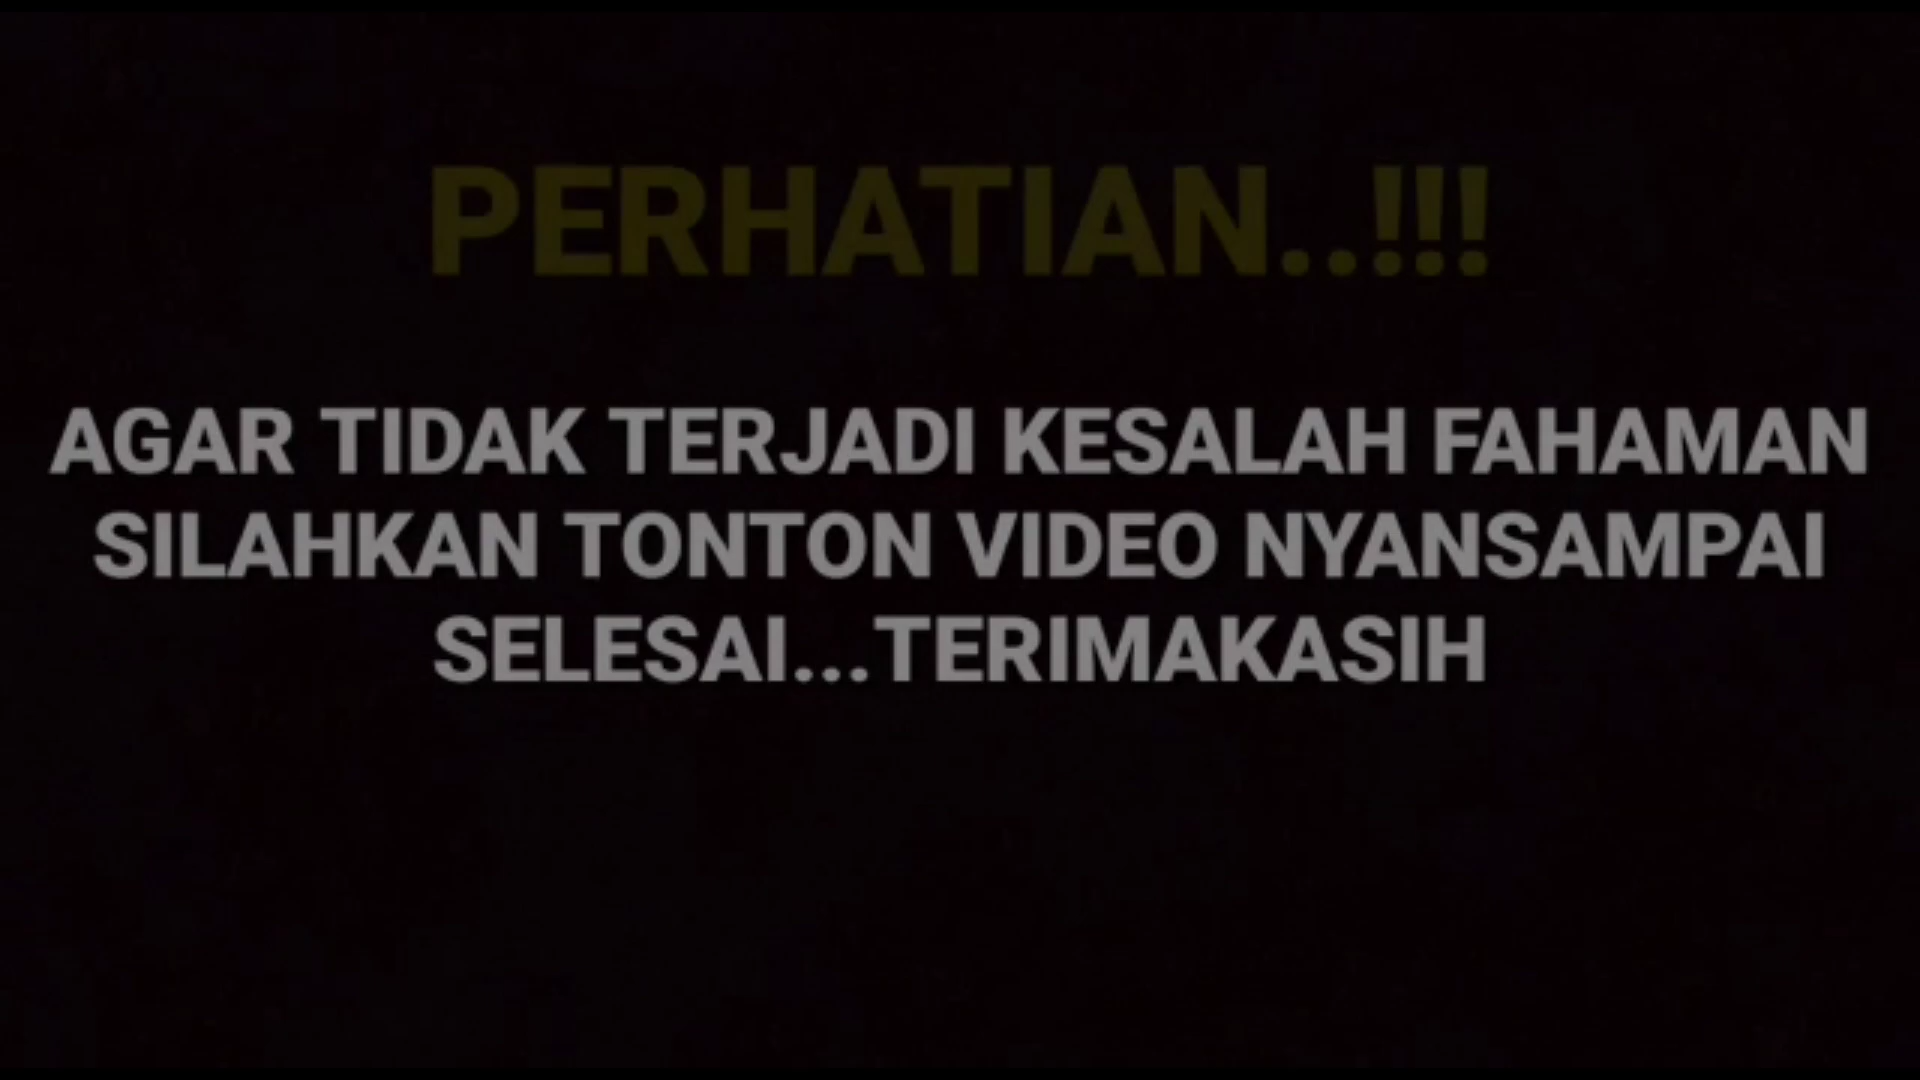 PERHATIAN..!!!
AGAR TIDAK TERJADI KESALAH FAHAMAN
SILAHKAN TONTON VIDEO NYANSAMPAI
SELESAI...TERIMAKASIH